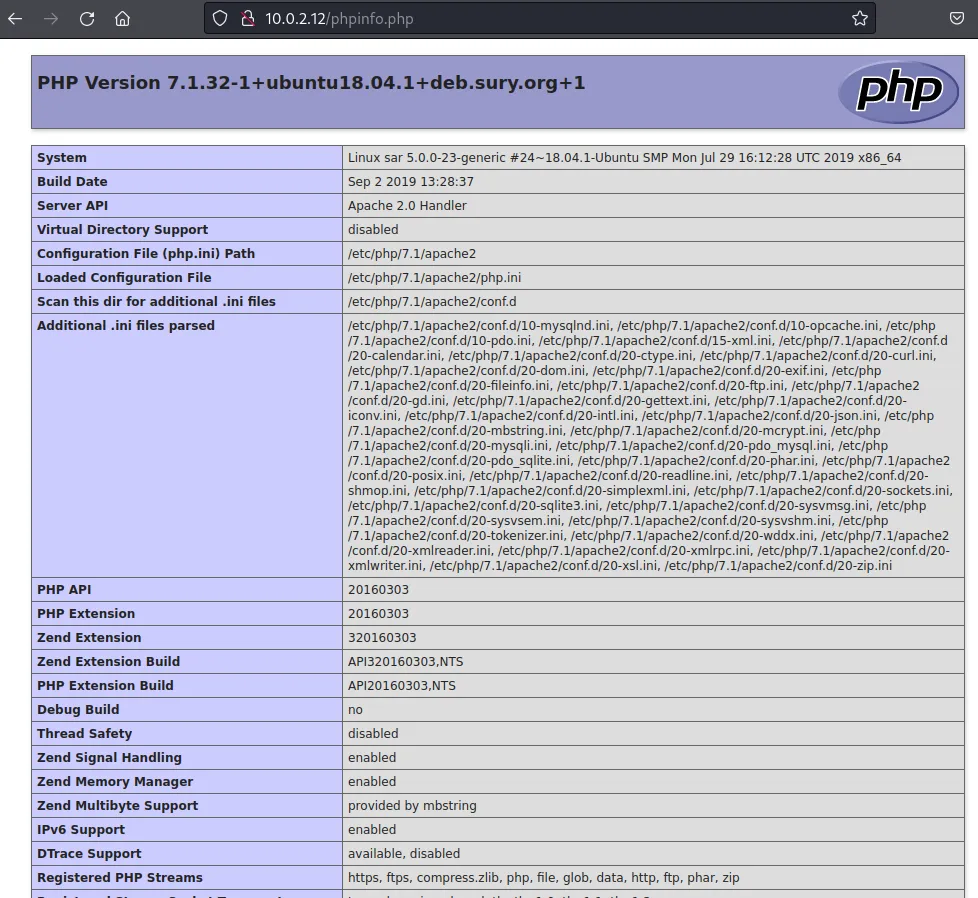 10.0.2.12/phpinfo.php
PHP Version 7.1.32-1+ubuntu18.04.1+deb.sury.org+1
php
System Linux sar 5.0.0-23-generic #24~18.04.1-Ubuntu SMP Mon Jul 29 16:12:28 UTC 2019 x86_64
Build Date Sep 2 2019 13:28:37
Server API Apache 2.0 Handler
Virtual Directory Support disabled
Configuration File (php.ini) Path /etc/php/7.1/apache2
Loaded Configuration File /etc/php/7.1/apache2/php.ini
Scan this dir for additional .ini files /etc/php/7.1/apache2/conf.d
Additional .ini files parsed /etc/php/7.1/apache2/conf.d/10-mysqlnd.ini, /etc/php/7.1/apache2/conf.d/10-opcache.ini, /etc/php
/7.1/apache2/conf.d/10-pdo.ini, /etc/php/7.1/apache2/conf.d/15-xml.ini, /etc/php/7.1/apache2/conf.d
/20-calendar.ini, /etc/php/7.1/apache2/conf.d/20-ctype.ini, /etc/php/7.1/apache2/conf.d/20-curl.ini,
/etc/php/7.1/apache2/conf.d/20-dom.ini, /etc/php/7.1/apache2/conf.d/20-exif.ini, /etc/php
/7.1/apache2/conf.d/20-fileinfo.ini, /etc/php/7.1/apache2/conf.d/20-ftp.ini, /etc/php/7.1/apache2
/conf.d/20-gd.ini, /etc/php/7.1/apache2/conf.d/20-gettext.ini, /etc/php/7.1/apache2/conf.d/20-
iconv.ini, /etc/php/7.1/apache2/conf.d/20-intl.ini, /etc/php/7.1/apache2/conf.d/20-json.ini, /etc/php
/7.1/apache2/conf.d/20-mbstring.ini, /etc/php/7.1/apache2/conf.d/20-mcrypt.ini, /etc/php
/7.1/apache2/conf.d/20-mysqli.ini, /etc/php/7.1/apache2/conf.d/20-pdo_mysql.ini, /etc/php
/7.1/apache2/conf.d/20-pdo_sqlite.ini, /etc/php/7.1/apache2/conf.d/20-phar.ini, /etc/php/7.1/apache2
/conf.d/20-posix.ini, /etc/php/7.1/apache2/conf.d/20-readline.ini, /etc/php/7.1/apache2/conf.d/20-
shmop.ini, /etc/php/7.1/apache2/conf.d/20-simplexml.ini, /etc/php/7.1/apache2/conf.d/20-sockets.ini,
/etc/php/7.1/apache2/conf.d/20-sqlite3.ini, /etc/php/7.1/apache2/conf.d/20-sysvmsg.ini, /etc/php
/7.1/apache2/conf.d/20-sysvsem.ini, /etc/php/7.1/apache2/conf.d/20-sysvshm.ini, /etc/php
/7.1/apache2/conf.d/20-tokenizer.ini, /etc/php/7.1/apache2/conf.d/20-wddx.ini, /etc/php/7.1/apache2
/conf.d/20-xmlreader.ini, /etc/php/7.1/apache2/conf.d/20-xmlrpc.ini, /etc/php/7.1/apache2/conf.d/20-
xmlwriter.ini, /etc/php/7.1/apache2/conf.d/20-xsl.ini, /etc/php/7.1/apache2/conf.d/20-zip.ini
PHP API 20160303
PHP Extension 20160303
Zend Extension 320160303
Zend Extension Build API320160303,NTS
PHP Extension Build API20160303,NTS
Debug Build no
Thread Safety disabled
Zend Signal Handling enabled
Zend Memory Manager enabled
Zend Multibyte Support provided by mbstring
IPv6 Support enabled
DTrace Support available, disabled
Registered PHP Streams https, ftps, compress.zlib, php, file, glob, data, http, ftp, phar, zip